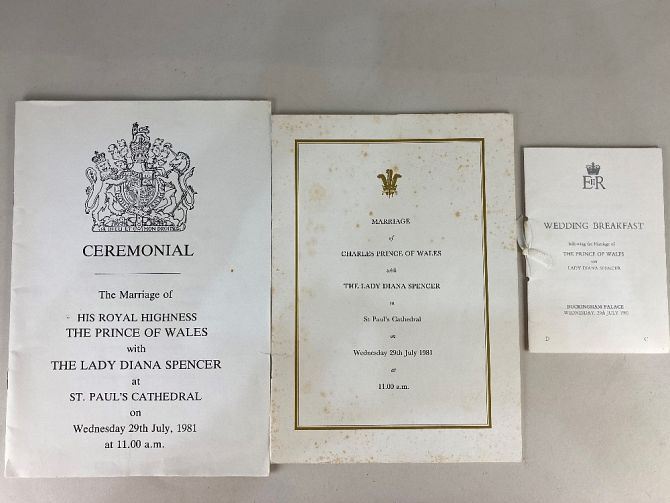 CEREMONIAL
The Marriage of
HIS ROYAL HIGHNESS
THE PRINCE OF WALES
with
THE LADY DIANA SPENCER
at
ST. PAUL'S CATHEDRAL
on
Wednesday 29th July, 1981
at 11.00 a.m.
MARRIAGE
of
CHARLES PRINCE OF WALES
with
THE LADY DIANA SPENCER
in
St Paul's Cathedral
on
Wednesday 29th July 1981
at
11.00 a.m.
EIIR
WEDDING BREAKFAST
following the Marriage of
THE PRINCE OF WALES
and
LADY DIANA SPENCER
BUCKINGHAM PALACE
WEDNESDAY, 29th JULY 1981
D C